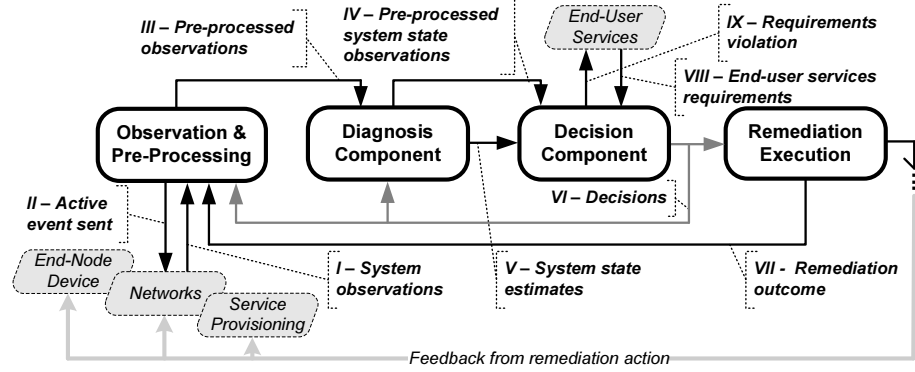 III – Pre-processed
observations
IV – Pre-processed
system state
observations
End-User
Services
IX – Requirements
violation
VIII – End-user services
requirements
Observation &
Pre-Processing
Diagnosis
Component
Decision
Component
Remediation
Execution
II – Active
event sent
VI – Decisions
End-Node
Device
Networks
Service
Provisioning
I – System
observations
V – System state
estimates
VII - Remediation
outcome
Feedback from remediation action